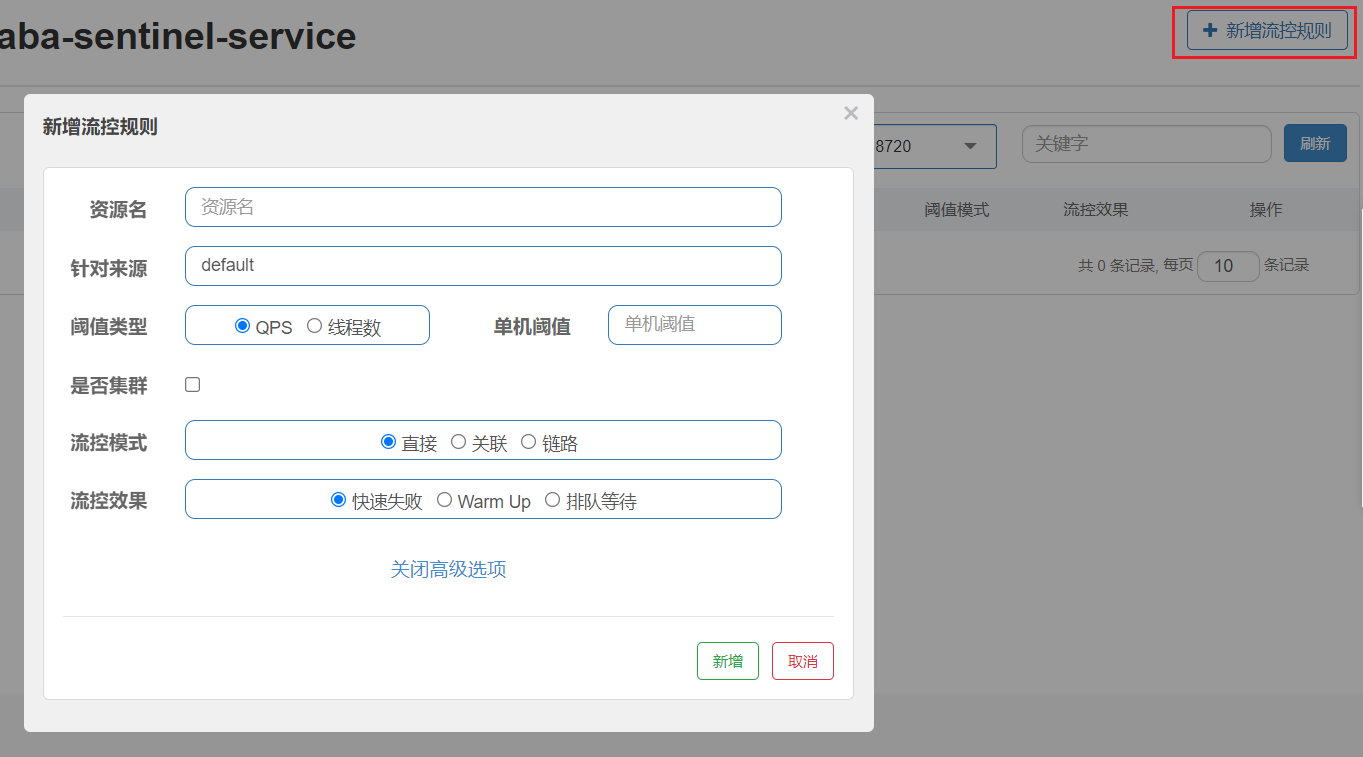 aba-sentinel-service
新增流控规则
新增流控规则
×
8720
关键字
刷新
资源名
资源名
针对来源
default
阈值模式
流控效果
操作
共 0 条记录, 每页 10 条记录
阈值类型
QPS
线程数
单机阈值
单机阈值
是否集群
流控模式
直接
关联
链路
流控效果
快速失败
Warm Up
排队等待
关闭高级选项
新增
取消